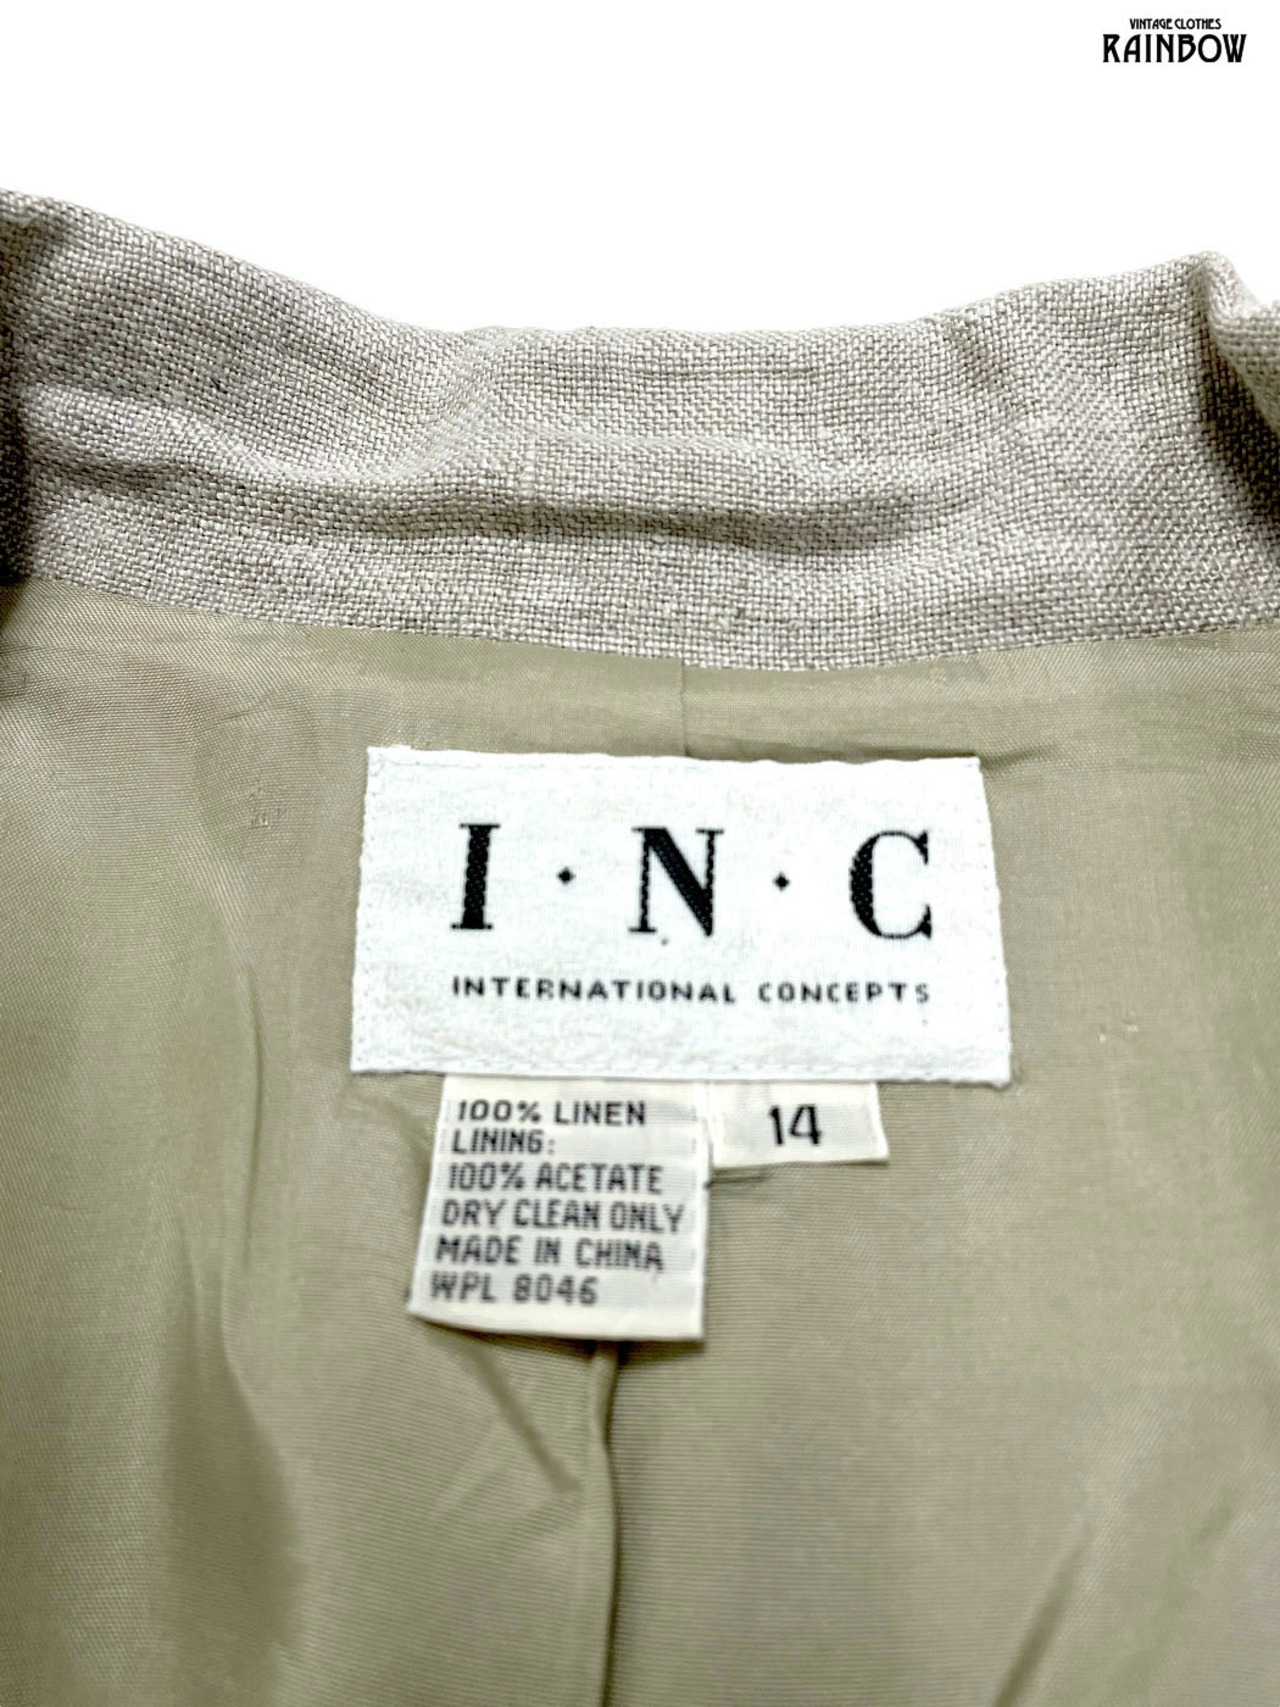 VINTAGE CLOTHES
RAINBOW
I·N·C
INTERNATIONAL CONCEPTS
100% LINEN
LINING:
100% ACETATE
DRY CLEAN ONLY
MADE IN CHINA
WPL 8046
14